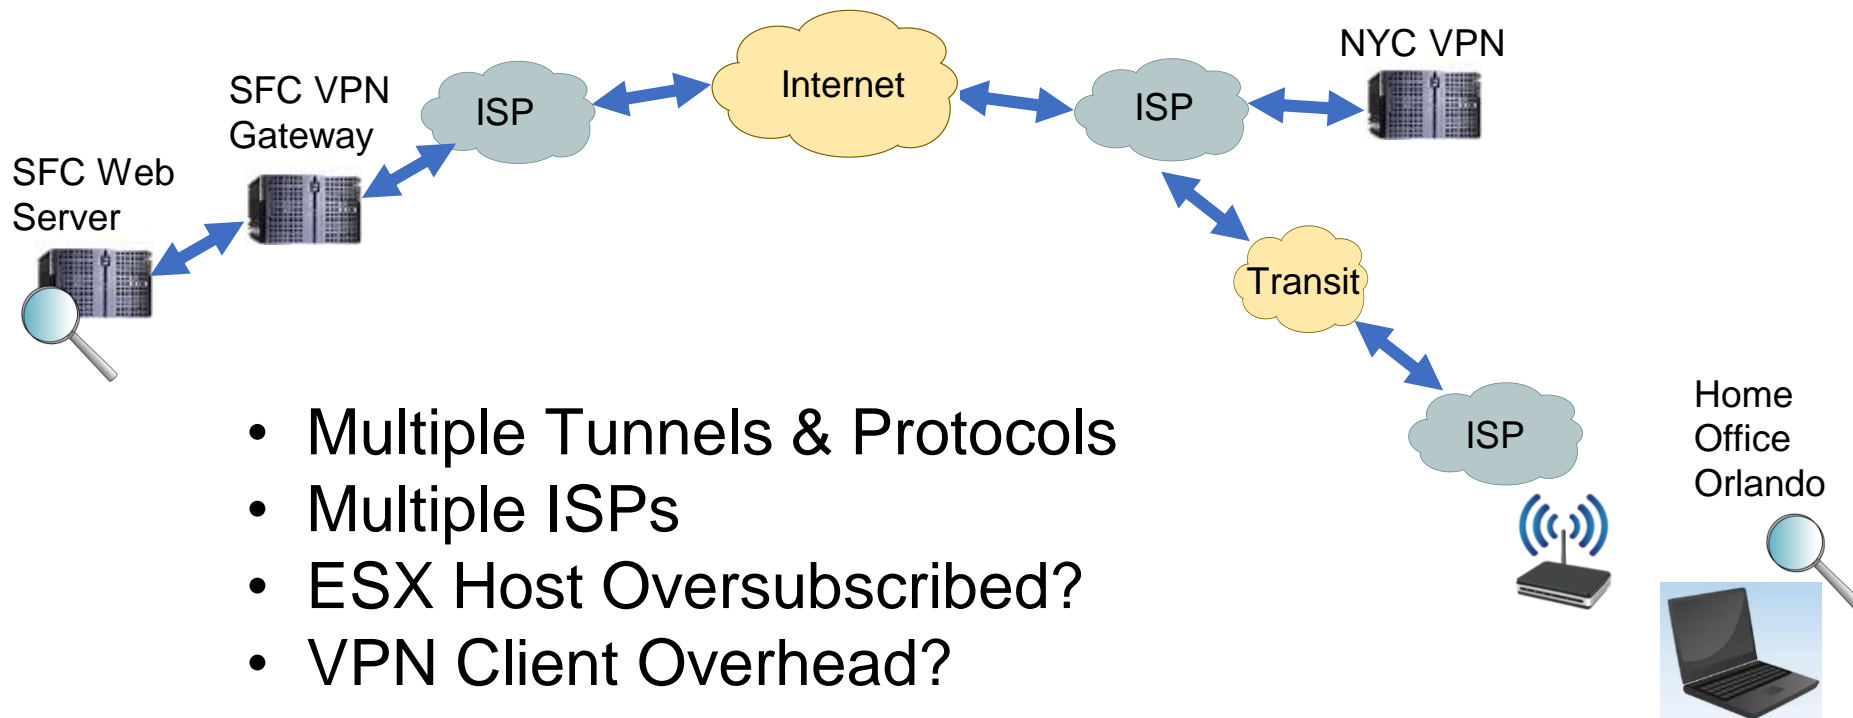 NYC VPN
Internet
SFC VPN
Gateway
ISP
ISP
SFC Web
Server
Transit
Home
Office
Orlando
ISP
• Multiple Tunnels & Protocols
• Multiple ISPs
• ESX Host Oversubscribed?
• VPN Client Overhead?